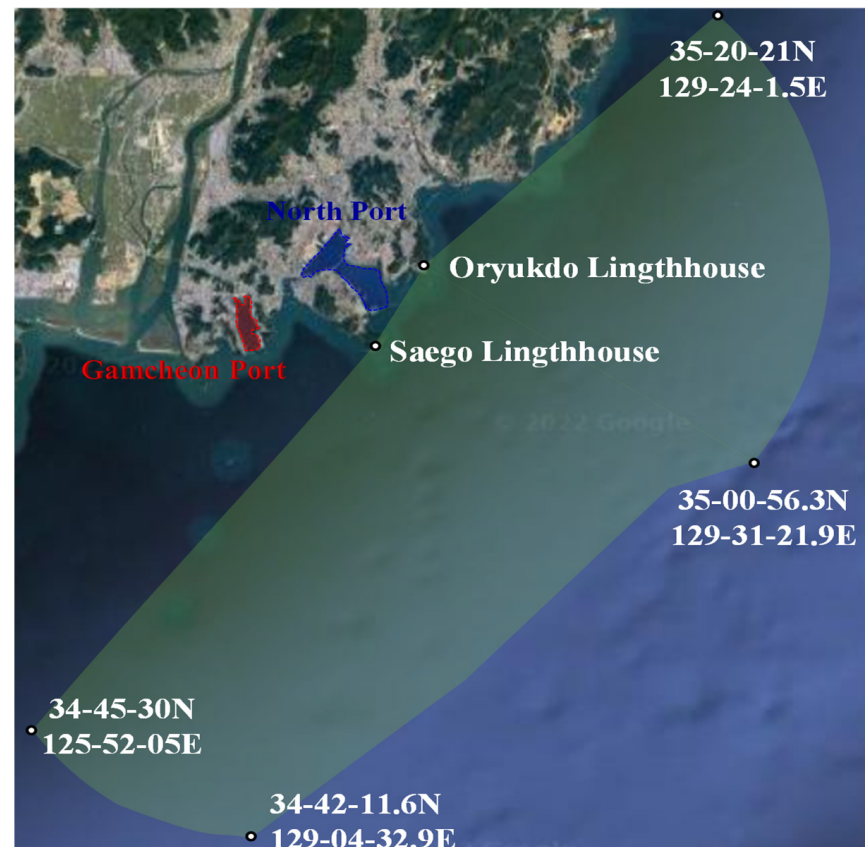 35-20-21N
129-24-1.5E
North Port
Oryukdo Lingthhouse
Saego Lingthhouse
Gamcheon Port
© 2022 Google
35-00-56.3N
129-31-21.9E
34-45-30N
125-52-05E
34-42-11.6N
129-04-32.9E